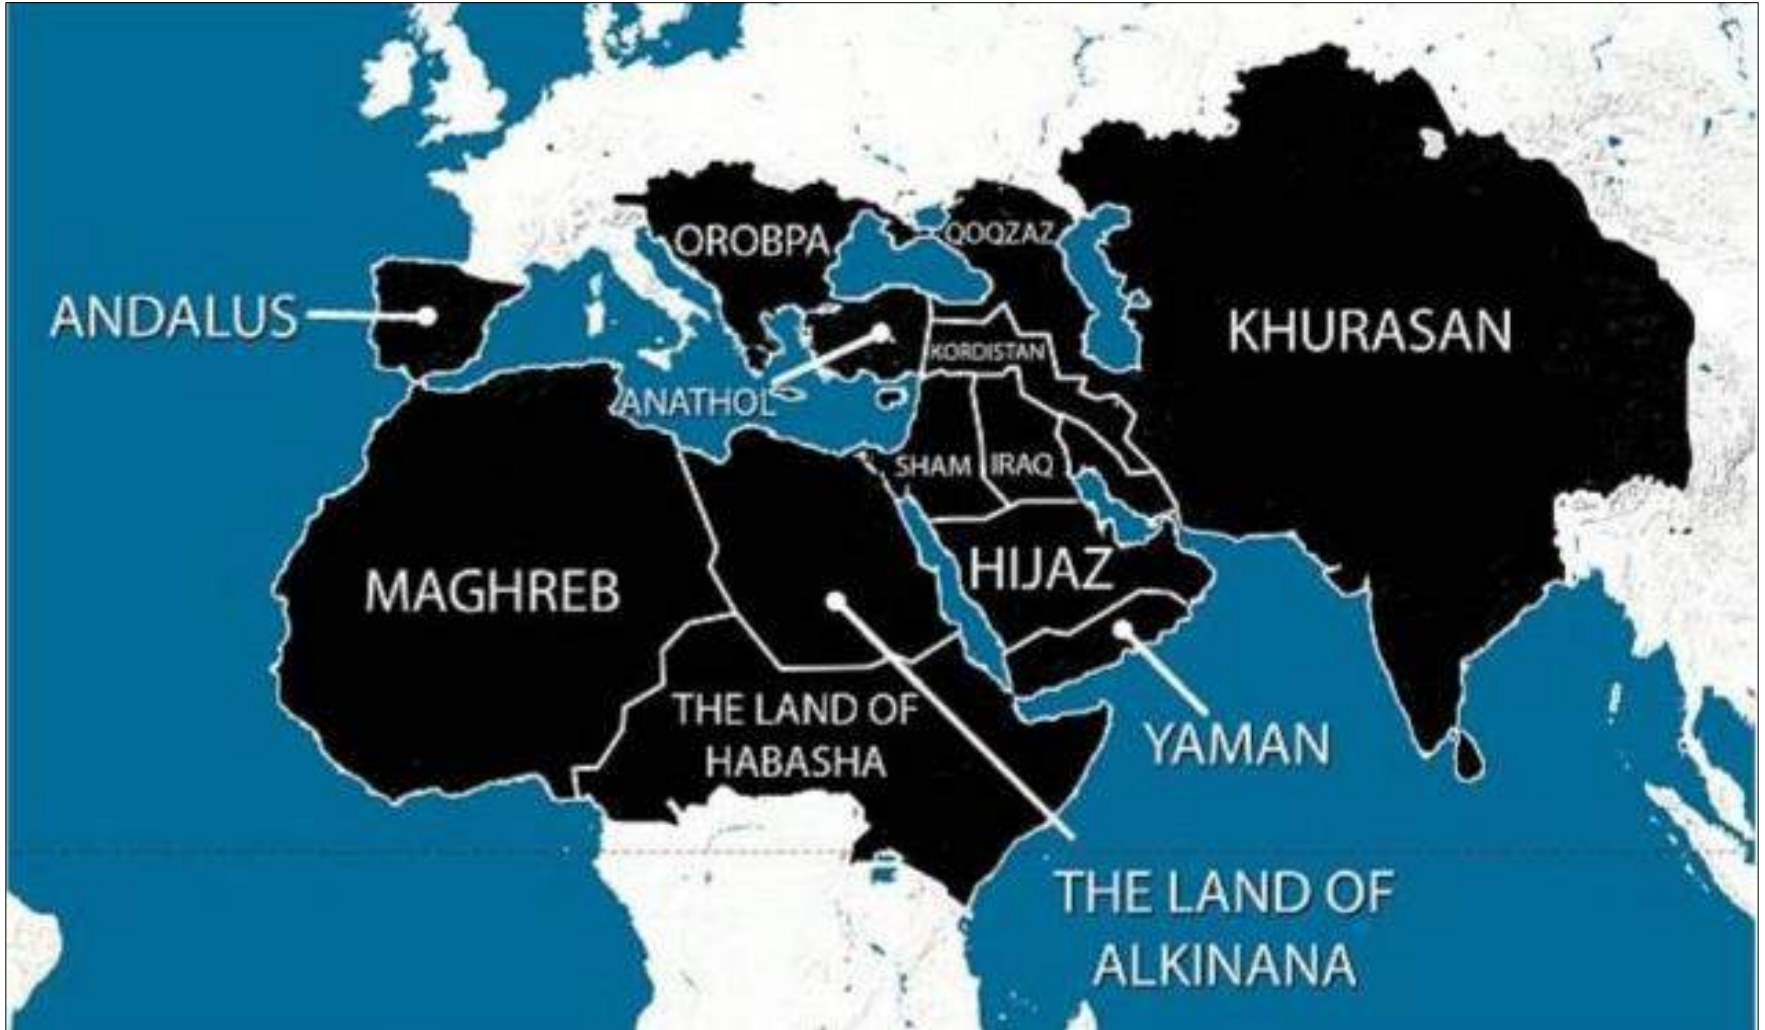 OROBPA
QOQZAZ
ANDALUS
KHURASAN
KORDISTAN
ANATHOL
SHAM
IRAQ
HIJAZ
MAGHREB
THE LAND OF
HABASHA
YAMAN
THE LAND OF
ALKINANA